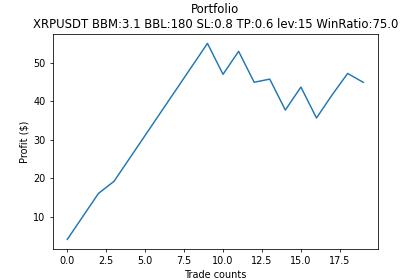 Portfolio
XRPUSDT BBM:3.1 BBL:180 SL:0.8 TP:0.6 lev:15 WinRatio:75.0
50
40
30
20
10
Profit ($)
0.0 2.5 5.0 7.5 10.0 12.5 15.0 17.5
Trade counts